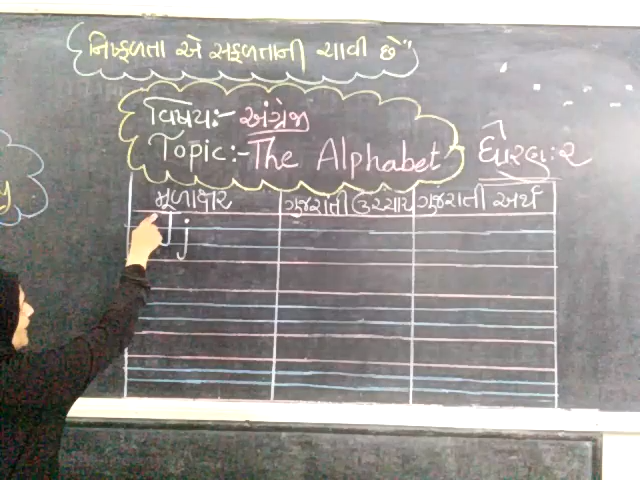 "નિષ્ફળતા એ સફળતાની ચાવી છે"
વિષય:- અંગ્રેજી
Topic:- The Alphabet
ધોરણ:૨
મૂળાક્ષર ગુજરાતી ઉચ્ચાર ગુજરાતી અર્થ
J j